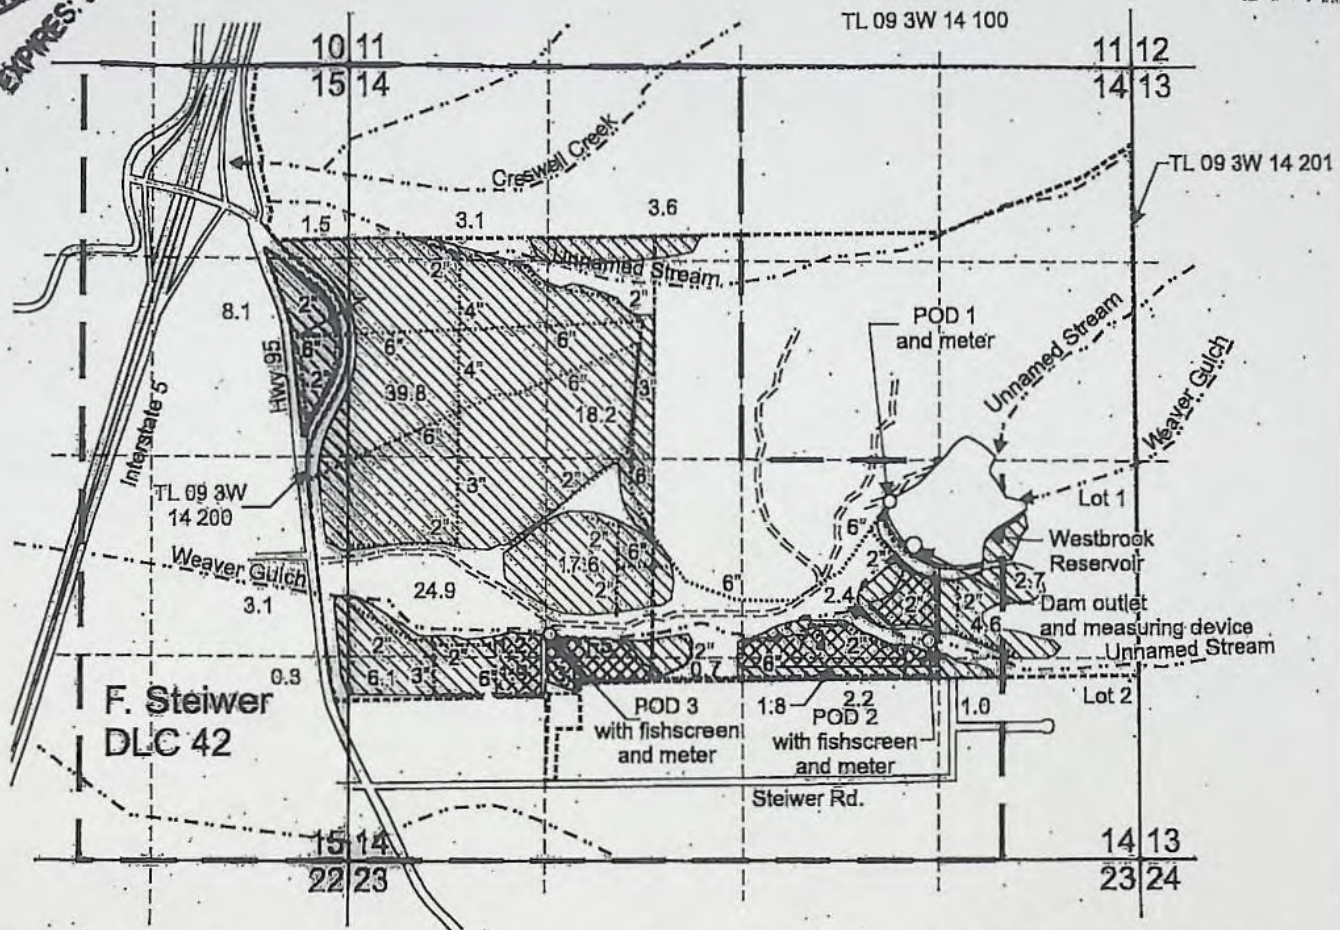 EXPIRES:
TL 09 3W 14 100
10 11
15 14
11 12
14 13
Creswell Creek
TL 09 3W 14 201
1.5
3.1
3.6
Unnamed Stream
2"
2"
8.1
2"
4"
6"
6"
6"
4"
3"
2"
39.8
6"
18.2
Hwy 95
Interstate 5
6"
POD 1
and meter
Unnamed Stream
Weaver Gulch
6
TL 09 3W
14 200
3"
2"
2"
Lot 1
Westbrook
Reservoir
Weaver Gulch
2"
17.6
6"
2"
6"
6"
2"
24.9
3.1
2.4
2"
2"
2.7
4.6
Dam outlet
and measuring device
Unnamed Stream
2"
2"
2"
0.7
6"
2"
0.3
6.1
3"
6"
Lot 2
F. Steiwer
DLC 42
POD 3
with fishscreen
and meter
1.8
2.2
1.0
POD 2
with fishscreen
and meter
Steiwer Rd.
15 14
22 23
14 13
23 24